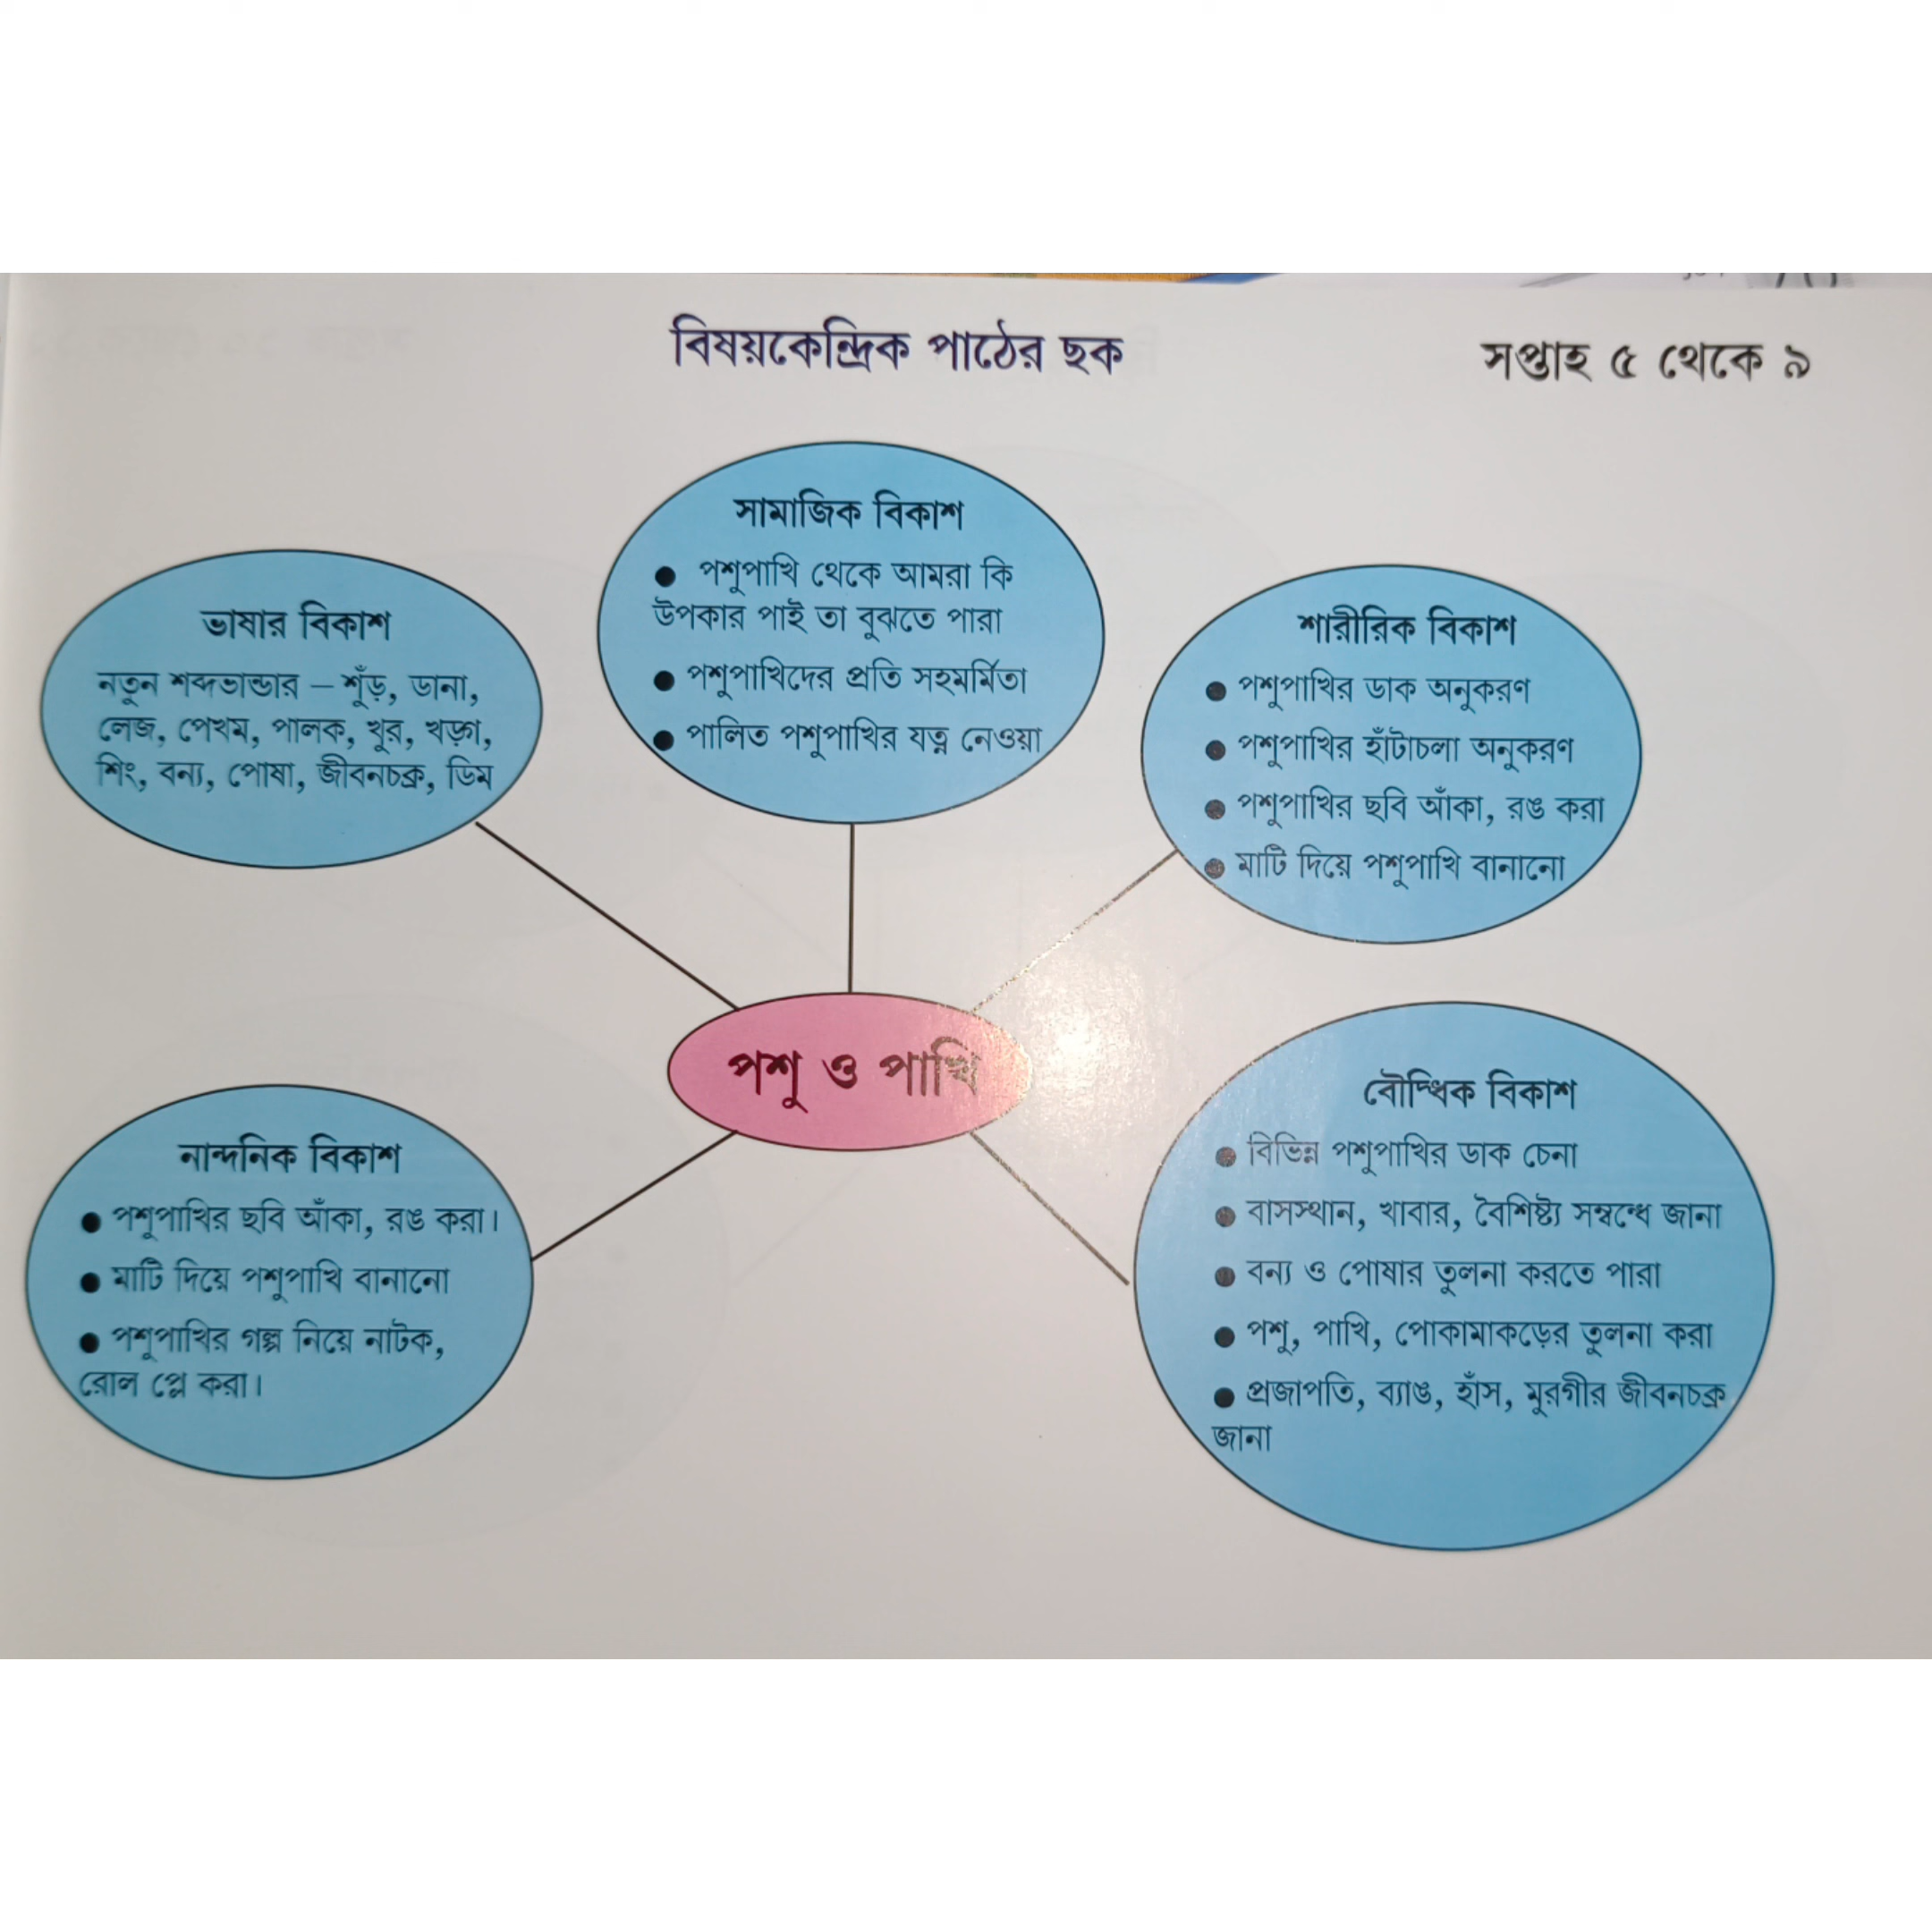 বিষয়কেন্দ্রিক পাঠের ছক
সপ্তাহ ৫ থেকে ৯
সামাজিক বিকাশ
● পশুপাখি থেকে আমরা কি
উপকার পাই তা বুঝতে পারা
● পশুপাখিদের প্রতি সহমর্মিতা
● পালিত পশুপাখির যত্ন নেওয়া
ভাষার বিকাশ
নতুন শব্দভান্ডার – শুঁড়, ডানা,
লেজ, পেখম, পালক, খুর, খড়্গ,
শিং, বন্য, পোষা, জীবনচক্র, ডিম
শারীরিক বিকাশ
● পশুপাখির ডাক অনুকরণ
● পশুপাখির হাঁটাচলা অনুকরণ
● পশুপাখির ছবি আঁকা, রঙ করা
● মাটি দিয়ে পশুপাখি বানানো
পশু ও পাখি
নান্দনিক বিকাশ
● পশুপাখির ছবি আঁকা, রঙ করা।
● মাটি দিয়ে পশুপাখি বানানো
● পশুপাখির গল্প নিয়ে নাটক,
রোল প্লে করা।
বৌদ্ধিক বিকাশ
● বিভিন্ন পশুপাখির ডাক চেনা
● বাসস্থান, খাবার, বৈশিষ্ট্য সম্বন্ধে জানা
● বন্য ও পোষার তুলনা করতে পারা
● পশু, পাখি, পোকামাকড়ের তুলনা করা
● প্রজাপতি, ব্যাঙ, হাঁস, মুরগীর জীবনচক্র
জানা